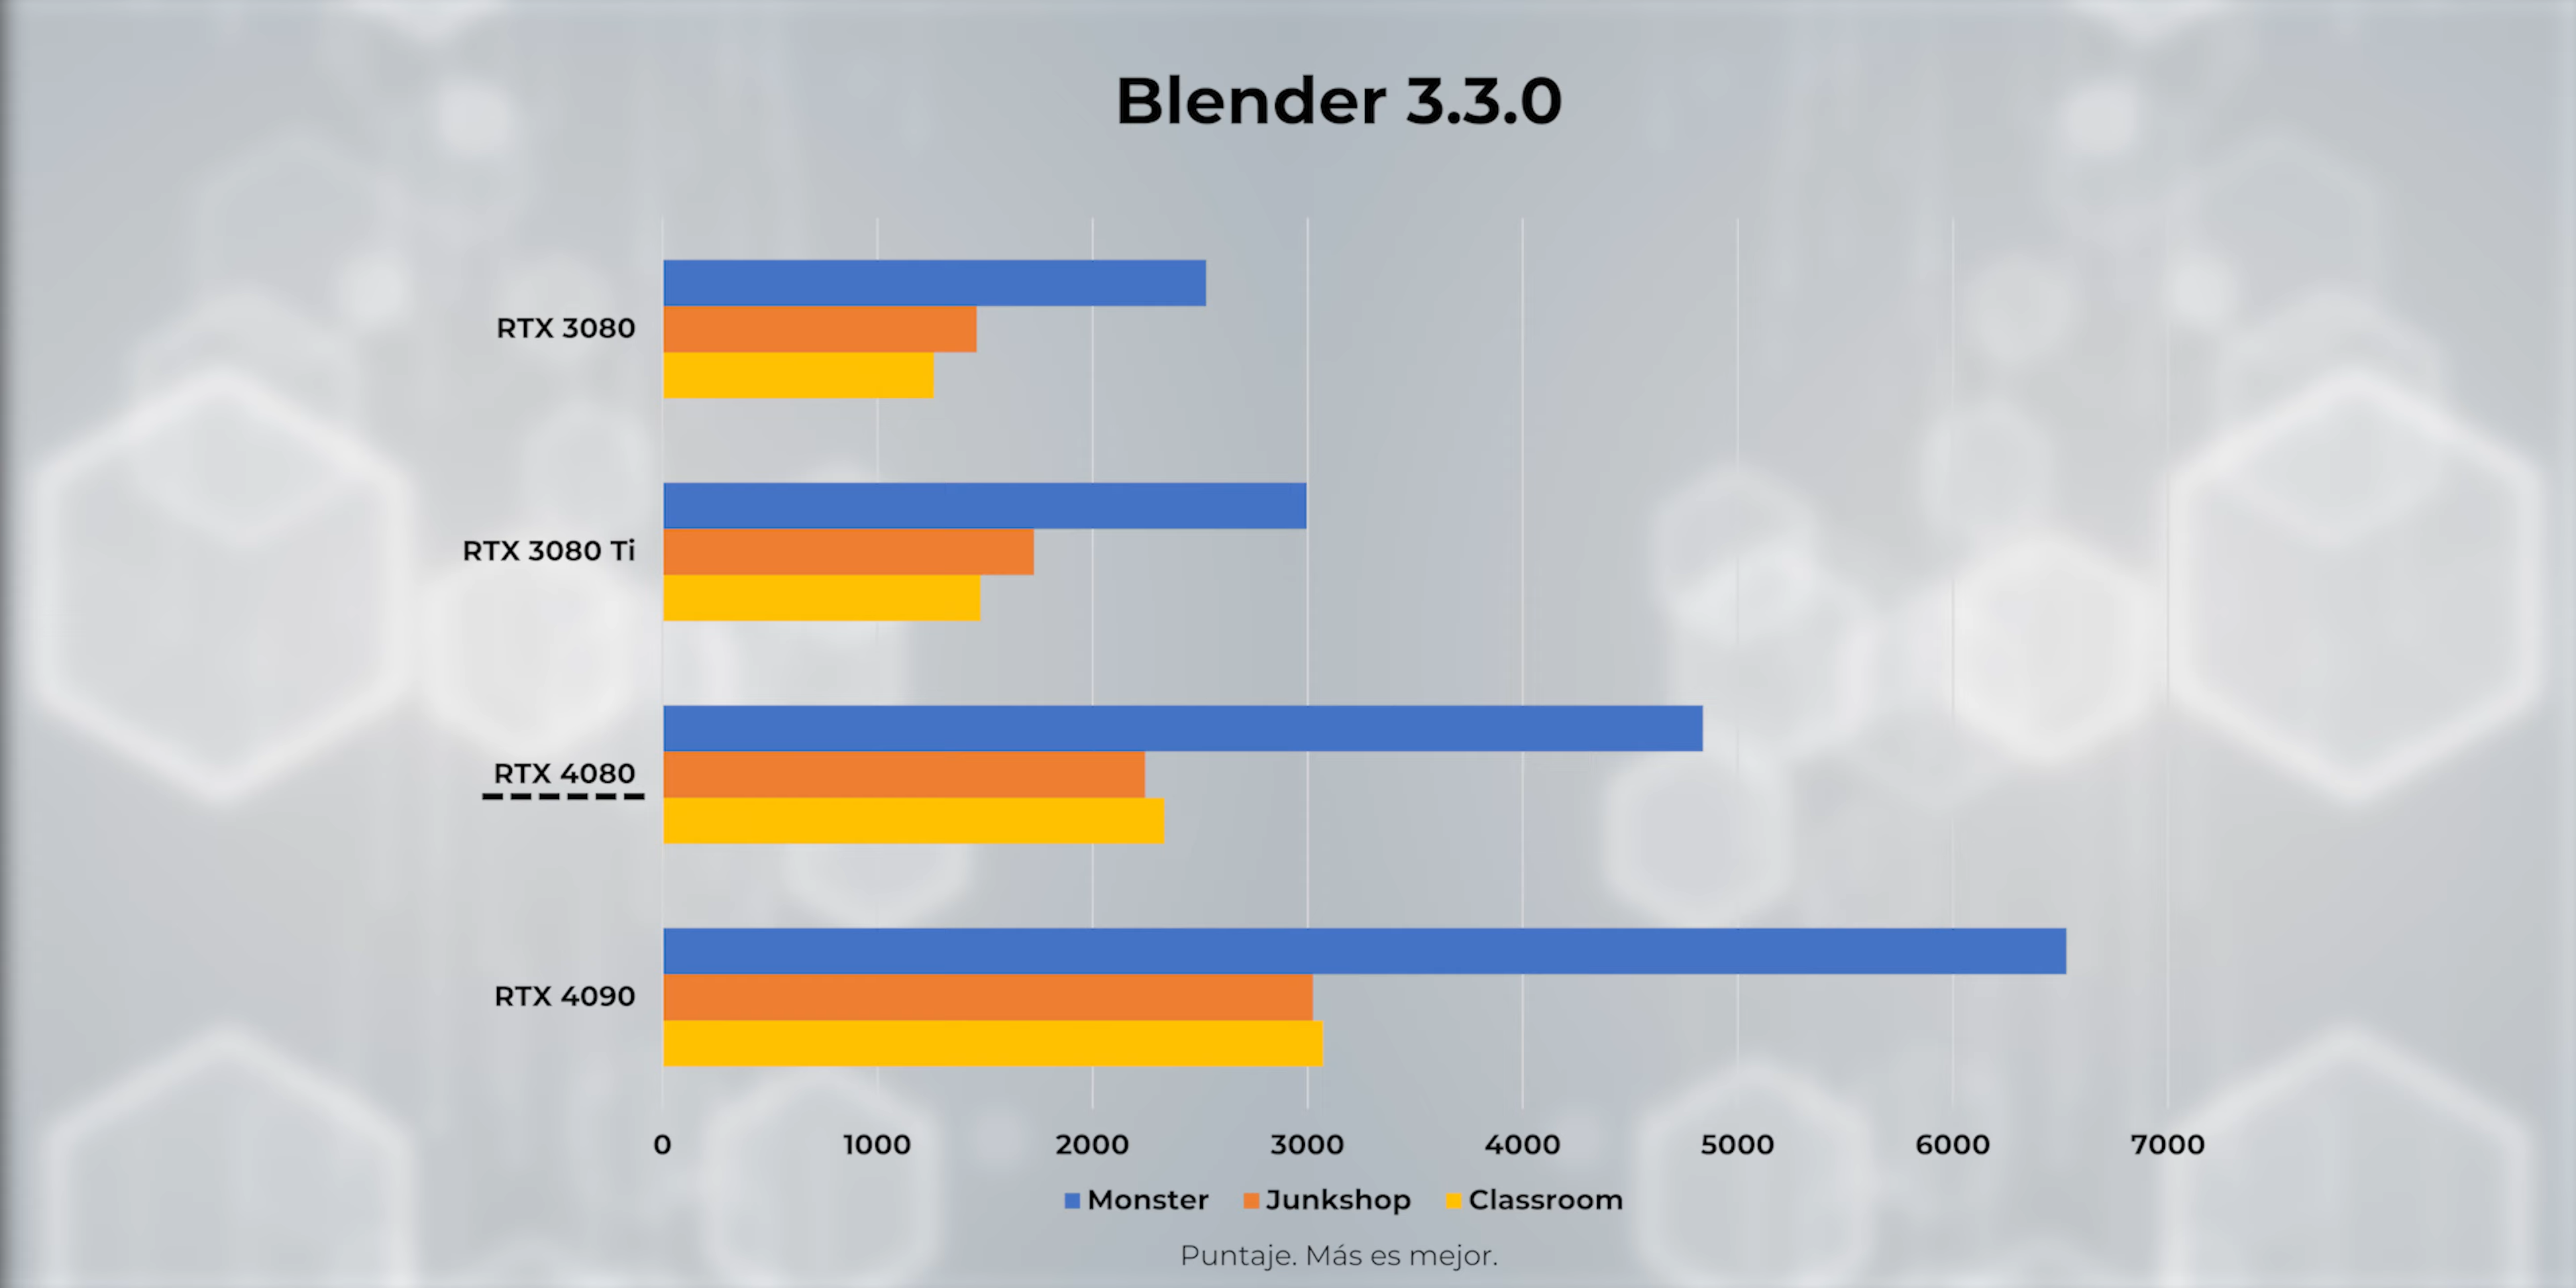 Blender 3.3.0
RTX 3080
RTX 3080 Ti
RTX 4080
RTX 4090
0 1000 2000 3000 4000 5000 6000 7000
Monster Junkshop Classroom
Puntaje. Más es mejor.